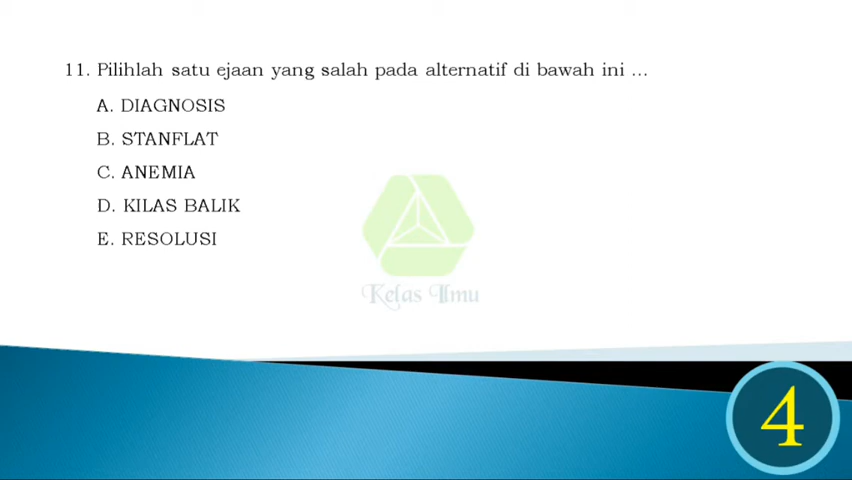 11. Pilihlah satu ejaan yang salah pada alternatif di bawah ini ...
A. DIAGNOSIS
B. STANFLAT
C. ANEMIA
D. KILAS BALIK
E. RESOLUSI
Kelas Ilmu
4